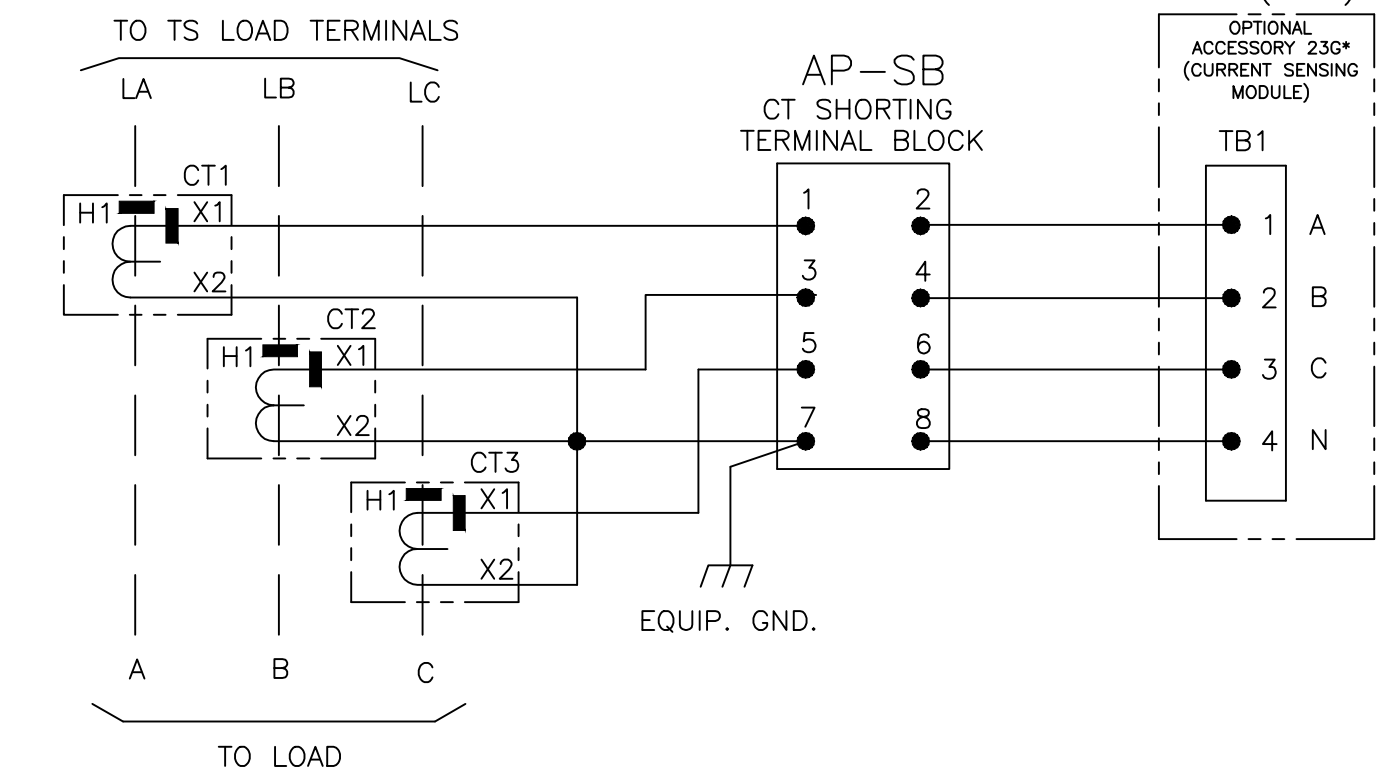 TO TS LOAD TERMINALS
LA LB LC
CT1
H1 X1
X2
CT2
H1 X1
X2
CT3
H1 X1
X2
A B C
TO LOAD
AP-SB
CT SHORTING
TERMINAL BLOCK
1 2
3 4
5 6
7 8
EQUIP. GND.
OPTIONAL
ACCESSORY 23G*
(CURRENT SENSING
MODULE)
TB1
1 A
2 B
3 C
4 N